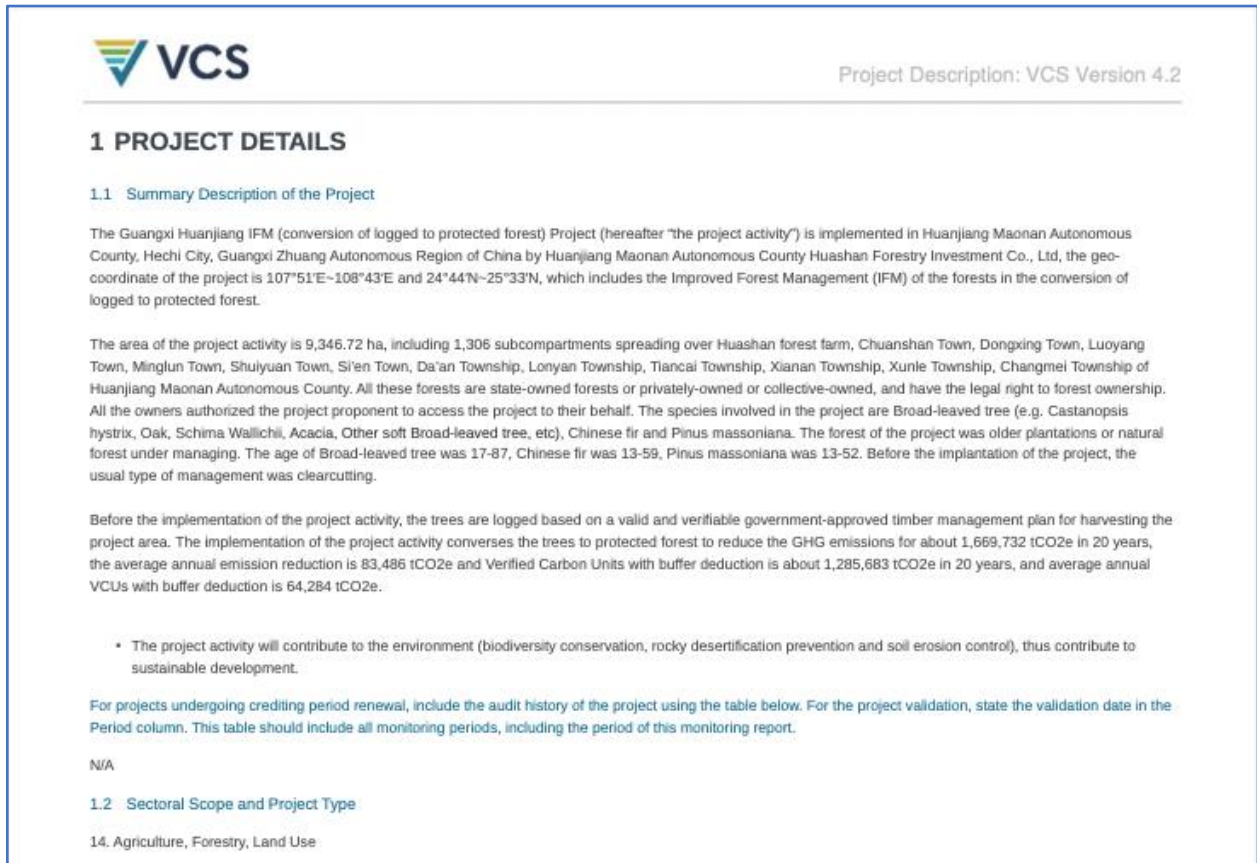 VCS
Project Description: VCS Version 4.2
1 PROJECT DETAILS
1.1 Summary Description of the Project
The Guangxi Huanjiang IFM (conversion of logged to protected forest) Project (hereafter "the project activity") is implemented in Huanjiang Maonan Autonomous
County, Hechi City, Guangxi Zhuang Autonomous Region of China by Huanjiang Maonan Autonomous County Huashan Forestry Investment Co., Ltd, the geo-
coordinate of the project is 107°51'E~108°43'E and 24°44'N~25°33'N, which includes the Improved Forest Management (IFM) of the forests in the conversion of
logged to protected forest.
The area of the project activity is 9,346.72 ha, including 1,306 subcompartments spreading over Huashan forest farm, Chuanshan Town, Dongxing Town, Luoyang
Town, Minglun Town, Shuiyuan Town, Si'en Town, Da'an Township, Lonyan Township, Tiancai Township, Xianan Township, Xunle Township, Changmei Township of
Huanjiang Maonan Autonomous County. All these forests are state-owned forests or privately-owned or collective-owned, and have the legal right to forest ownership.
All the owners authorized the project proponent to access the project to their behalf. The species involved in the project are Broad-leaved tree (e.g. Castanopsis
hystrix, Oak, Schima Wallichii, Acacia, Other soft Broad-leaved tree, etc), Chinese fir and Pinus massoniana. The forest of the project was older plantations or natural
forest under managing. The age of Broad-leaved tree was 17-87, Chinese fir was 13-59, Pinus massoniana was 13-52. Before the implantation of the project, the
usual type of management was clearcutting.
Before the implementation of the project activity, the trees are logged based on a valid and verifiable government-approved timber management plan for harvesting the
project area. The implementation of the project activity converses the trees to protected forest to reduce the GHG emissions for about 1,669,732 tCO2e in 20 years,
the average annual emission reduction is 83,486 tCO2e and Verified Carbon Units with buffer deduction is about 1,285,683 tCO2e in 20 years, and average annual
VCUs with buffer deduction is 64,284 tCO2e.
• The project activity will contribute to the environment (biodiversity conservation, rocky desertification prevention and soil erosion control), thus contribute to
sustainable development.
For projects undergoing crediting period renewal, include the audit history of the project using the table below. For the project validation, state the validation date in the
Period column. This table should include all monitoring periods, including the period of this monitoring report.
N/A
1.2 Sectoral Scope and Project Type
14. Agriculture, Forestry, Land Use